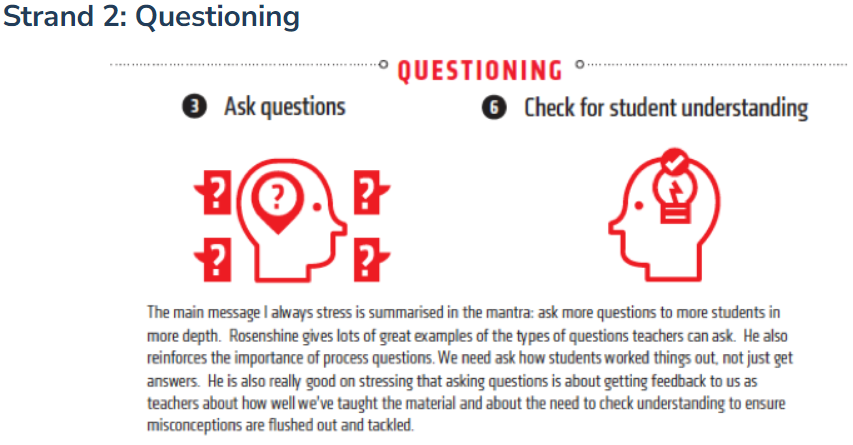 Strand 2: Questioning
QUESTIONING
3 Ask questions
6 Check for student understanding
? ? ?
? ?
The main message I always stress is summarised in the mantra: ask more questions to more students in
more depth. Rosenshine gives lots of great examples of the types of questions teachers can ask. He also
reinforces the importance of process questions. We need ask how students worked things out, not just get
answers. He is also really good on stressing that asking questions is about getting feedback to us as
teachers about how well we've taught the material and about the need to check understanding to ensure
misconceptions are flushed out and tackled.